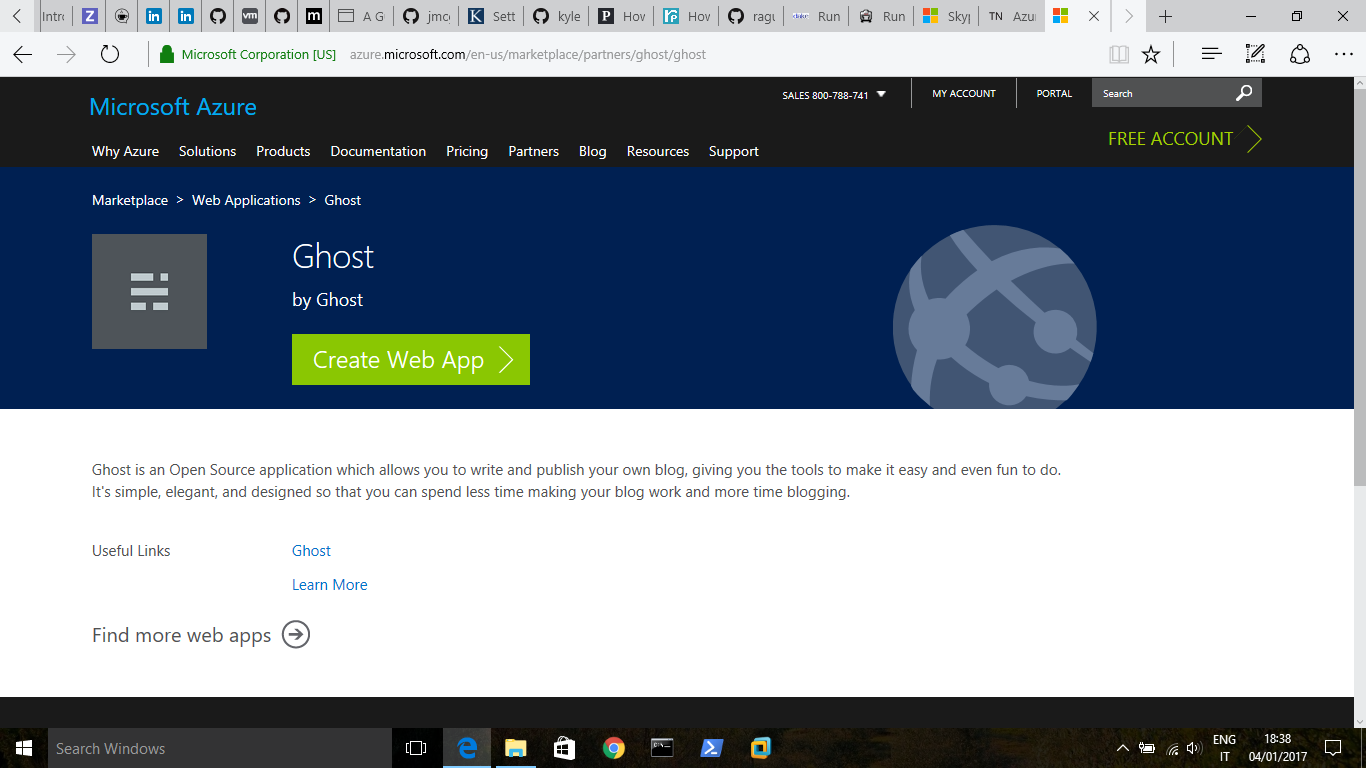 Intro
Z
in
in
vm
m
A G
jmc
K
Sett
kyle
P
Hov
rp
Hov
ragu
Run
Run
Sky
TN
Azur
Microsoft Corporation [US]
azure.microsoft.com/en-us/marketplace/partners/ghost/ghost
Microsoft Azure
SALES 800-788-741
MY ACCOUNT
PORTAL
Search
FREE ACCOUNT
Why Azure
Solutions
Products
Documentation
Pricing
Partners
Blog
Resources
Support
Marketplace > Web Applications > Ghost
Ghost
by Ghost
Create Web App
Ghost is an Open Source application which allows you to write and publish your own blog, giving you the tools to make it easy and even fun to do.
It's simple, elegant, and designed so that you can spend less time making your blog work and more time blogging.
Useful Links
Ghost
Learn More
Find more web apps
Search Windows
ENG
IT
18:38
04/01/2017